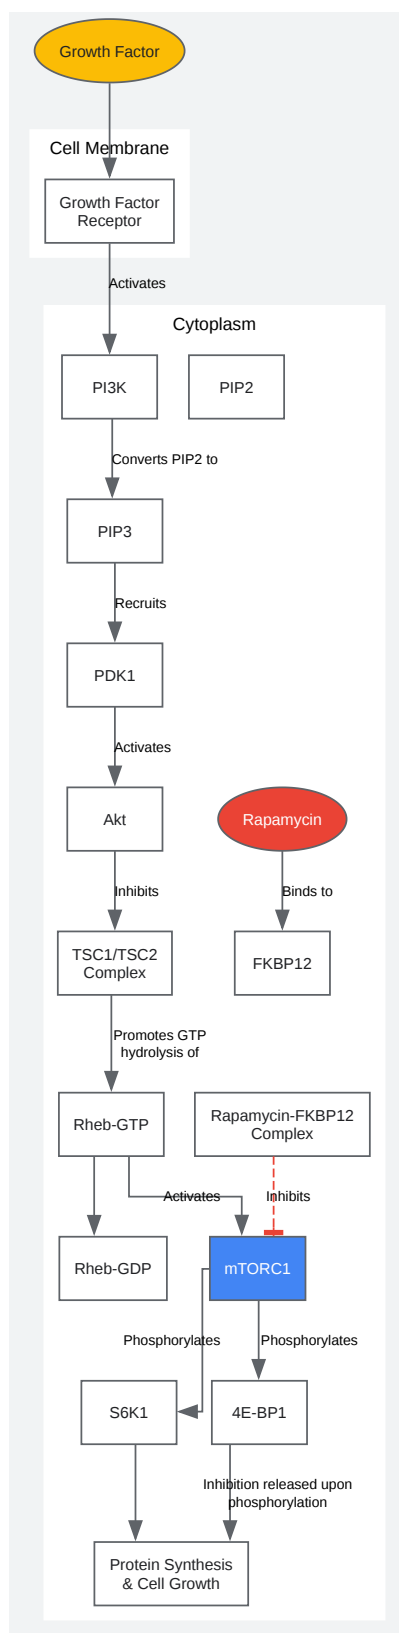 Growth Factor
Cell Membrane
Growth Factor
Receptor
Activates
Cytoplasm
PI3K
PIP2
Converts PIP2 to
PIP3
Recruits
PDK1
Activates
Akt
Rapamycin
Inhibits
Binds to
TSC1/TSC2
Complex
FKBP12
Promotes GTP
hydrolysis of
Rheb-GTP
Rapamycin-FKBP12
Complex
Activates
Inhibits
Rheb-GDP
mTORC1
Phosphorylates
Phosphorylates
S6K1
4E-BP1
Inhibition released upon
phosphorylation
Protein Synthesis
& Cell Growth